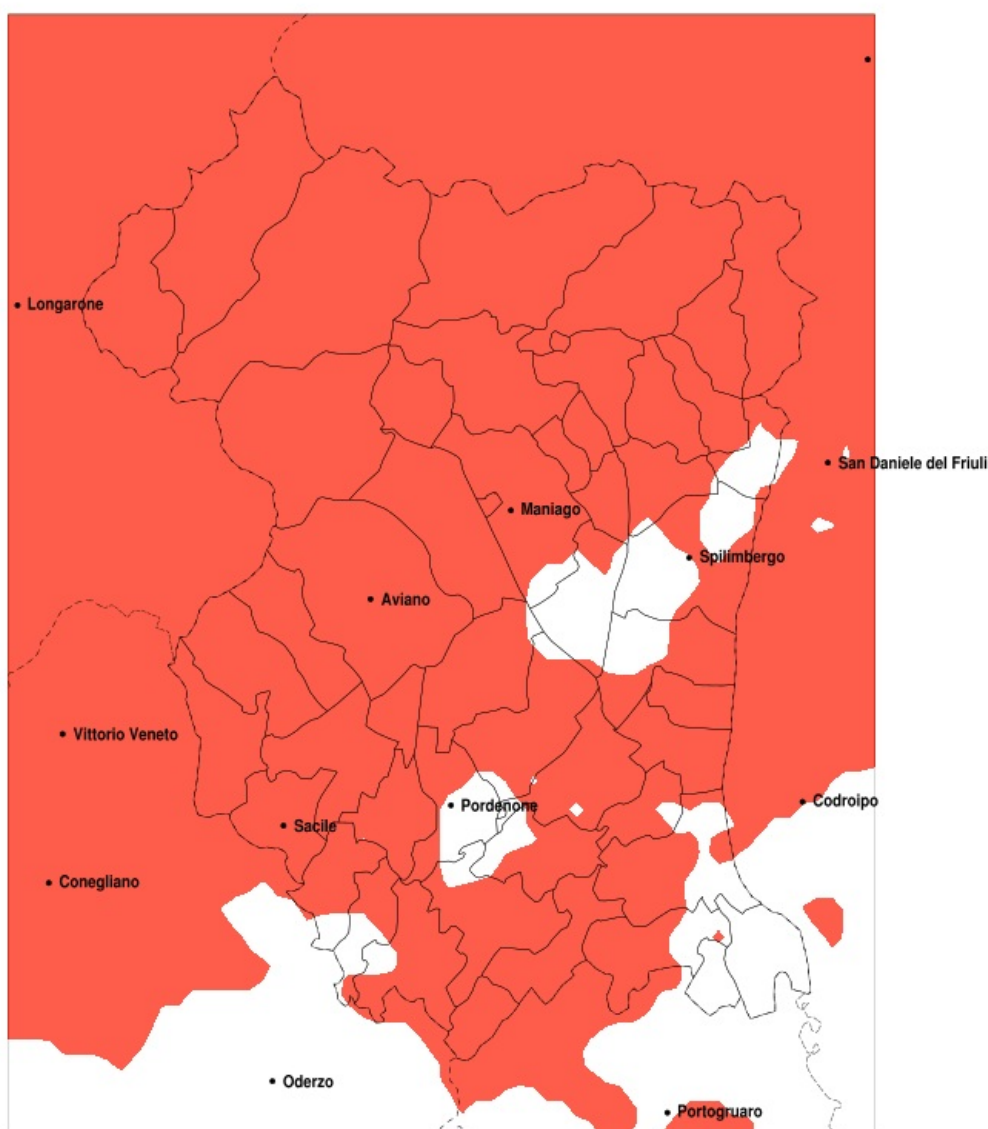 Longarone
San Daniele del Friuli
Maniago
Spilimbergo
Aviano
Vittorio Veneto
Codroipo
Pordenone
Sacile
Conegliano
Oderzo
Portogruaro